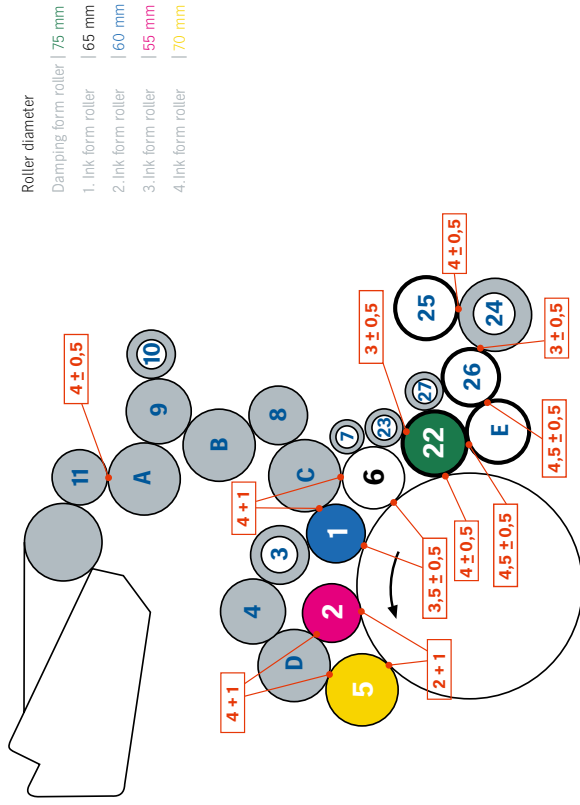 Roller diameter
Damping form roller | 75 mm
1. Ink form roller | 65 mm
2. Ink form roller | 60 mm
3. Ink form roller | 55 mm
4. Ink form roller | 70 mm
11
A
4 ± 0,5
9
10
B
8
C
7
4 + 1
6
23
3 ± 0,5
27
22
26
25
4 ± 0,5
24
3 ± 0,5
E
4,5 ± 0,5
4,5 ± 0,5
4 ± 0,5
3,5 ± 0,5
1
3
4
2
D
4 + 1
5
2 + 1